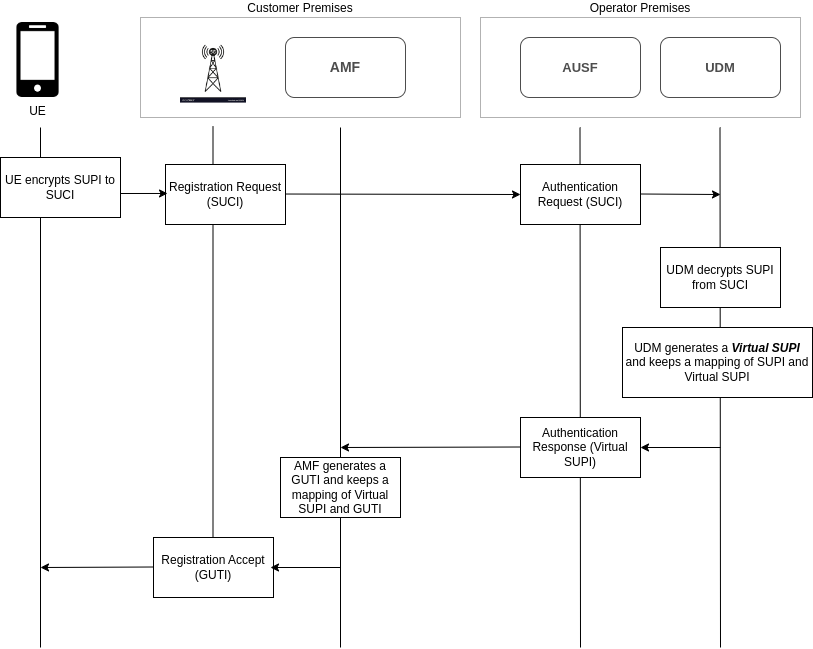 Customer Premises
Operator Premises
AMF
AUSF
UDM
UE
UE encrypts SUPI to
SUCI
Registration Request
(SUCI)
Authentication
Request (SUCI)
UDM decrypts SUPI
from SUCI
UDM generates a Virtual SUPI
and keeps a mapping of SUPI and
Virtual SUPI
Authentication
Response (Virtual
SUPI)
AMF generates a
GUTI and keeps a
mapping of Virtual
SUPI and GUTI
Registration Accept
(GUTI)